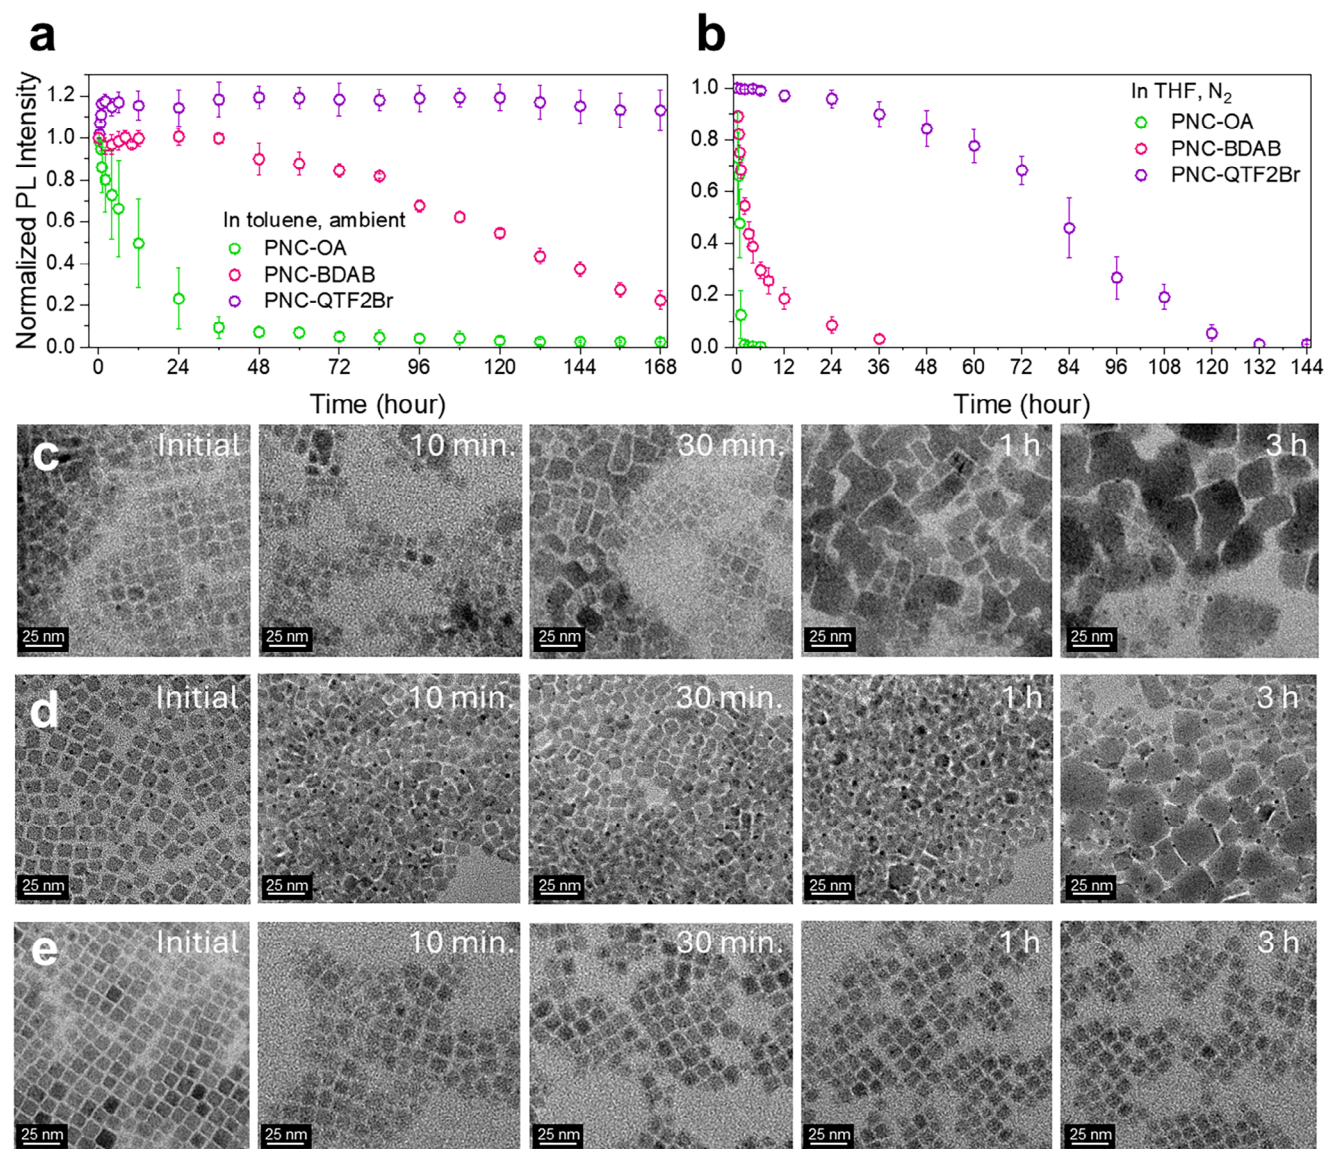 a
b
Normalized PL Intensity
1.2
1.0
0.8
0.6
0.4
0.2
0.0
In toluene, ambient
PNC-OA
PNC-BDAB
PNC-QTF2Br
0 24 48 72 96 120 144 168
Time (hour)
1.0
0.8
0.6
0.4
0.2
0.0
In THF, N₂
PNC-OA
PNC-BDAB
PNC-QTF2Br
0 12 24 36 48 60 72 84 96 108 120 132 144
Time (hour)
c
Initial
10 min.
30 min.
1 h
3 h
25 nm
25 nm
25 nm
25 nm
25 nm
d
Initial
10 min.
30 min.
1 h
3 h
25 nm
25 nm
25 nm
25 nm
25 nm
e
Initial
10 min.
30 min.
1 h
3 h
25 nm
25 nm
25 nm
25 nm
25 nm